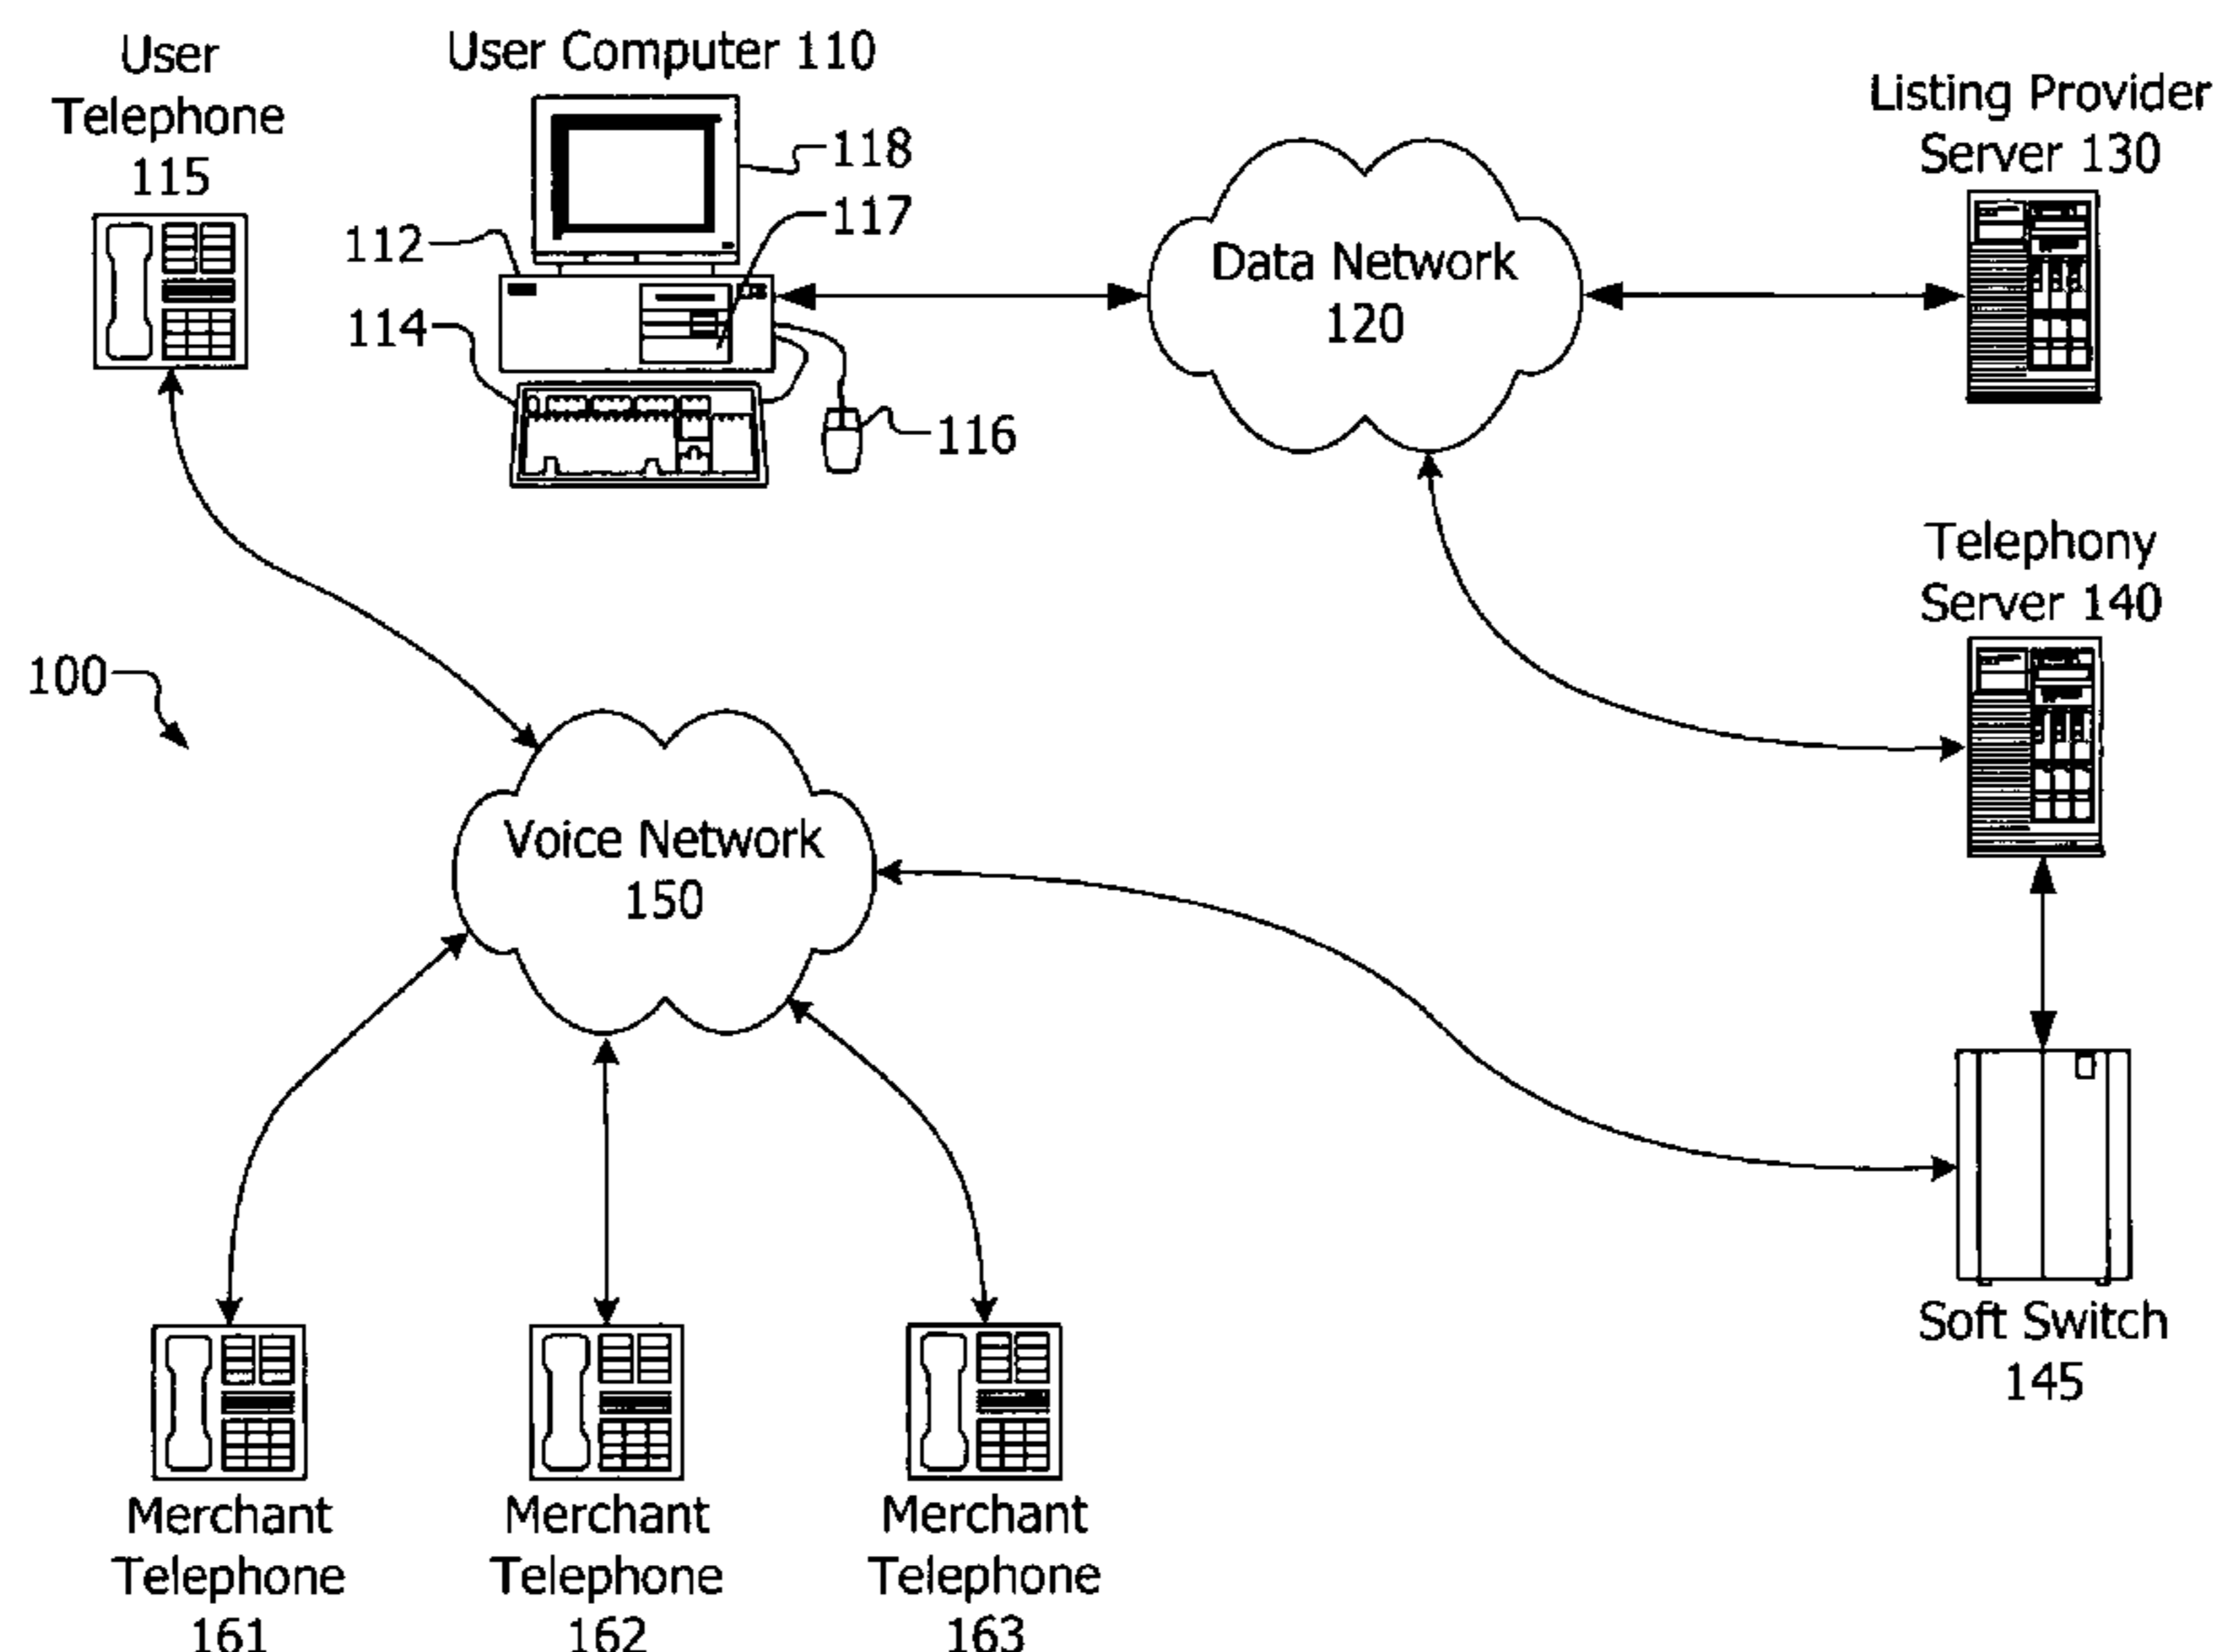 User
Telephone
115
User Computer 110
118
117
112
114
116
Data Network
120
Listing Provider
Server 130
Telephony
Server 140
100
Voice Network
150
Soft Switch
145
Merchant
Telephone
161
Merchant
Telephone
162
Merchant
Telephone
163